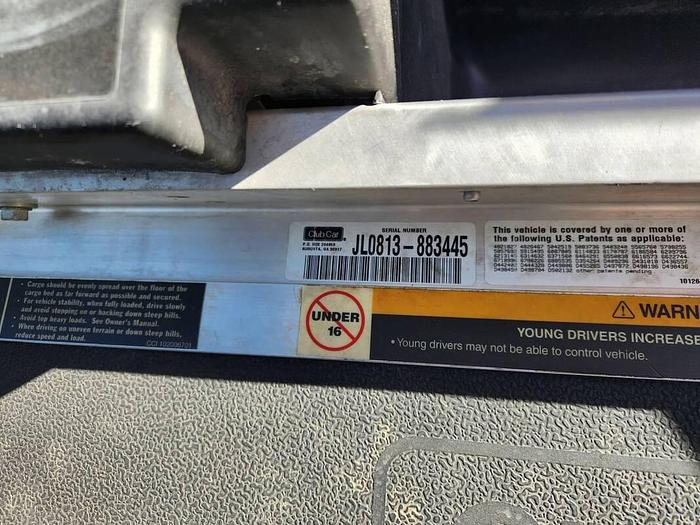 Club Car
P.O. BOX 204658
AUGUSTA, GA 30917
SERIAL NUMBER
JL0813-883445
This vehicle is covered by one or more of
the following U.S. Patents as applicable:
other patents pending
10126
• Cargo should be evenly spread over the floor of the
cargo bed as far forward as possible and secured.
• For vehicle stability, when fully loaded, drive slowly
and avoid stopping on or backing down steep hills.
• Avoid top heavy loads. See Owner's Manual.
• When driving on uneven terrain or down steep hills,
reduce speed and load.
CCI 102006701
UNDER
16
WARN
YOUNG DRIVERS INCREASE
• Young drivers may not be able to control vehicle.